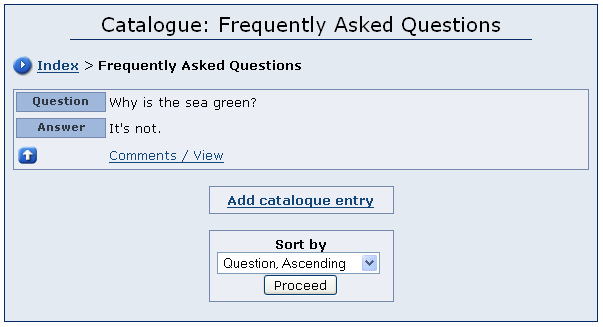 Catalogue: Frequently Asked Questions
Index > Frequently Asked Questions
Question Why is the sea green?
Answer It's not.
Comments / View
Add catalogue entry
Sort by
Question, Ascending
Proceed